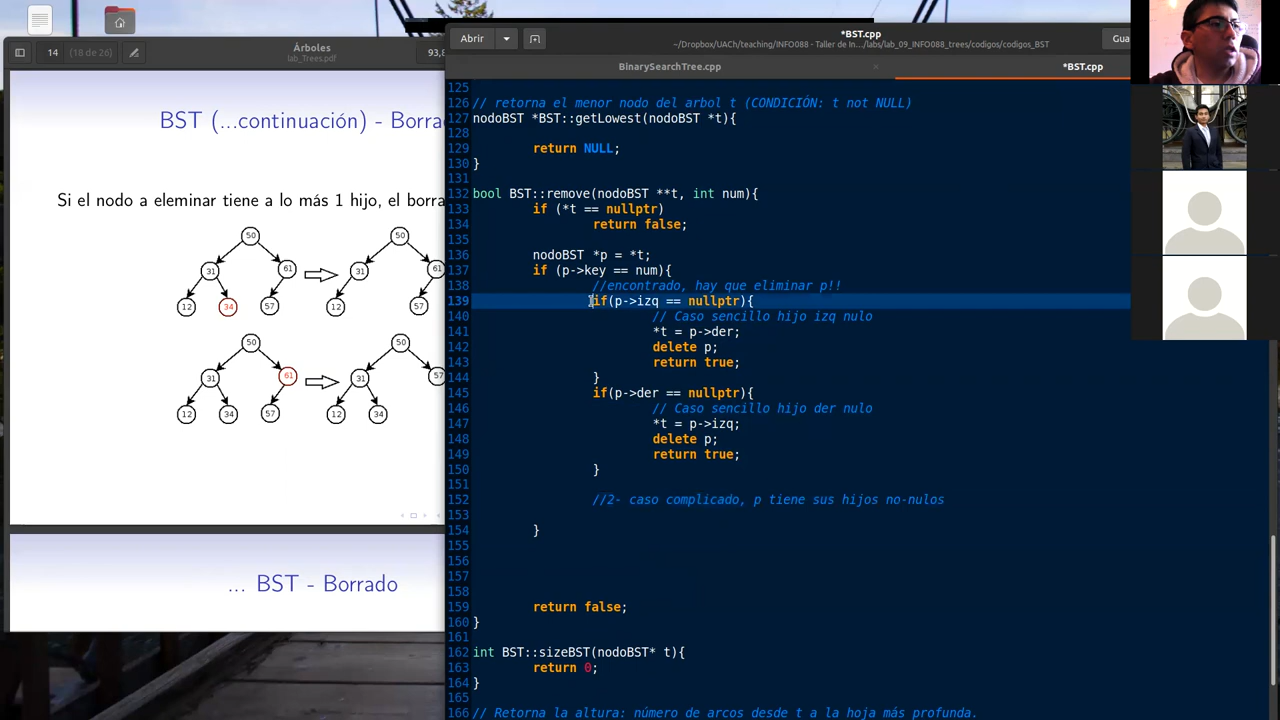 14
(18 de 26)
Árboles
lab_Trees.pdf
93,8
BST (...continuación) - Borra
Si el nodo a eleminar tiene a lo más 1 hijo, el borra
50
50
31
61
31
61
12
34
57
12
57
50
50
31
61
31
57
12
34
57
12
34
... BST - Borrado
Abrir
*BST.cpp
~/Dropbox/UACh/teaching/INFO088 - Taller de In.../labs/lab_09_INFO088_trees/codigos/codigos_BST
Gua
BinarySearchTree.cpp
*BST.cpp
125
126 // retorna el menor nodo del arbol t (CONDICIÓN: t not NULL)
127 nodoBST *BST::getLowest(nodoBST *t){
128
129 return NULL;
130 }
131
132 bool BST::remove(nodoBST **t, int num){
133 if (*t == nullptr)
134 return false;
135
136 nodoBST *p = *t;
137 if (p->key == num){
138 //encontrado, hay que eliminar p!!
139 if(p->izq == nullptr){
140 // Caso sencillo hijo izq nulo
141 *t = p->der;
142 delete p;
143 return true;
144 }
145 if(p->der == nullptr){
146 // Caso sencillo hijo der nulo
147 *t = p->izq;
148 delete p;
149 return true;
150 }
151
152 //2- caso complicado, p tiene sus hijos no-nulos
153
154 }
155
156
157
158
159 return false;
160 }
161
162 int BST::sizeBST(nodoBST* t){
163 return 0;
164 }
165
166 // Retorna la altura: número de arcos desde t a la hoja más profunda.